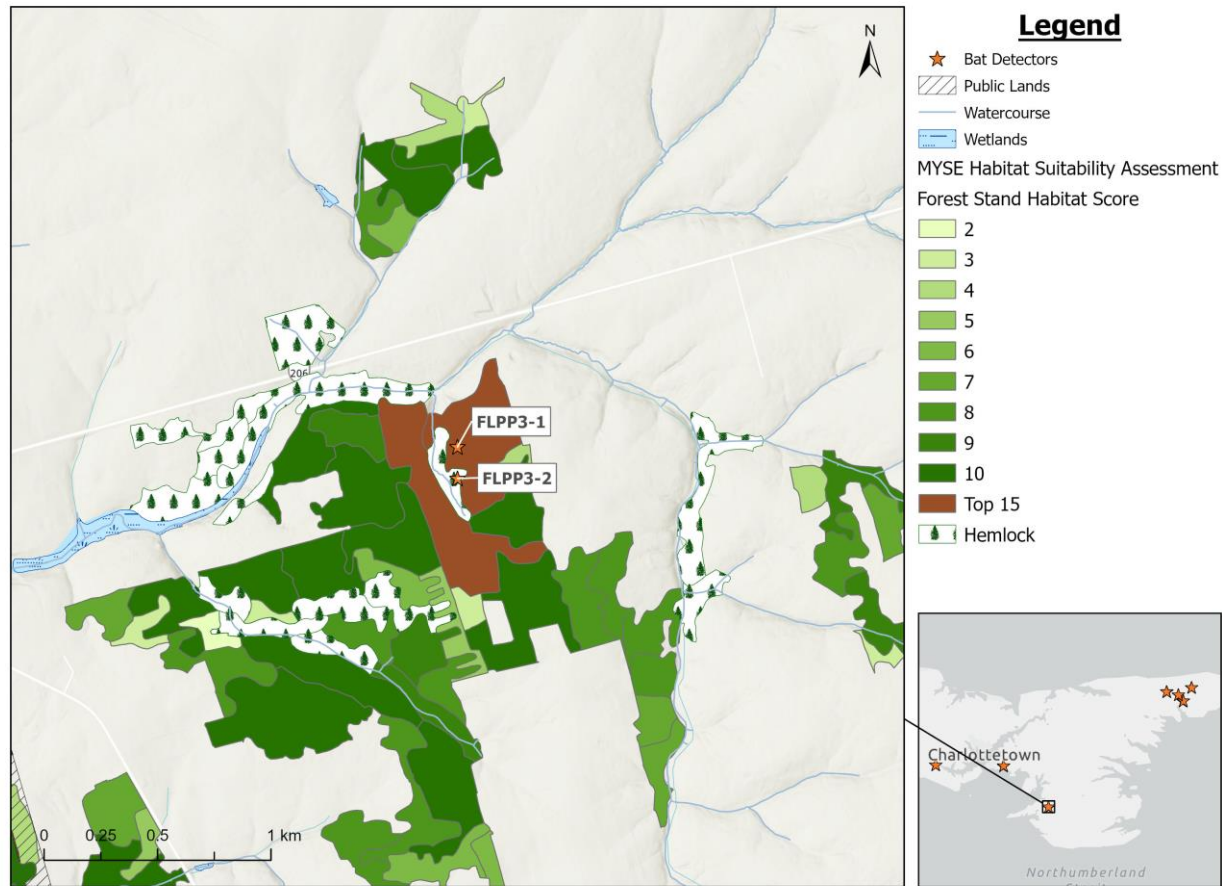 N
206
FLPP3-1
FLPP3-2
0 0.25 0.5 1 km
Legend
Bat Detectors
Public Lands
Watercourse
Wetlands
MYSE Habitat Suitability Assessment
Forest Stand Habitat Score
2
3
4
5
6
7
8
9
10
Top 15
Hemlock
Charlottetown
Northumberland